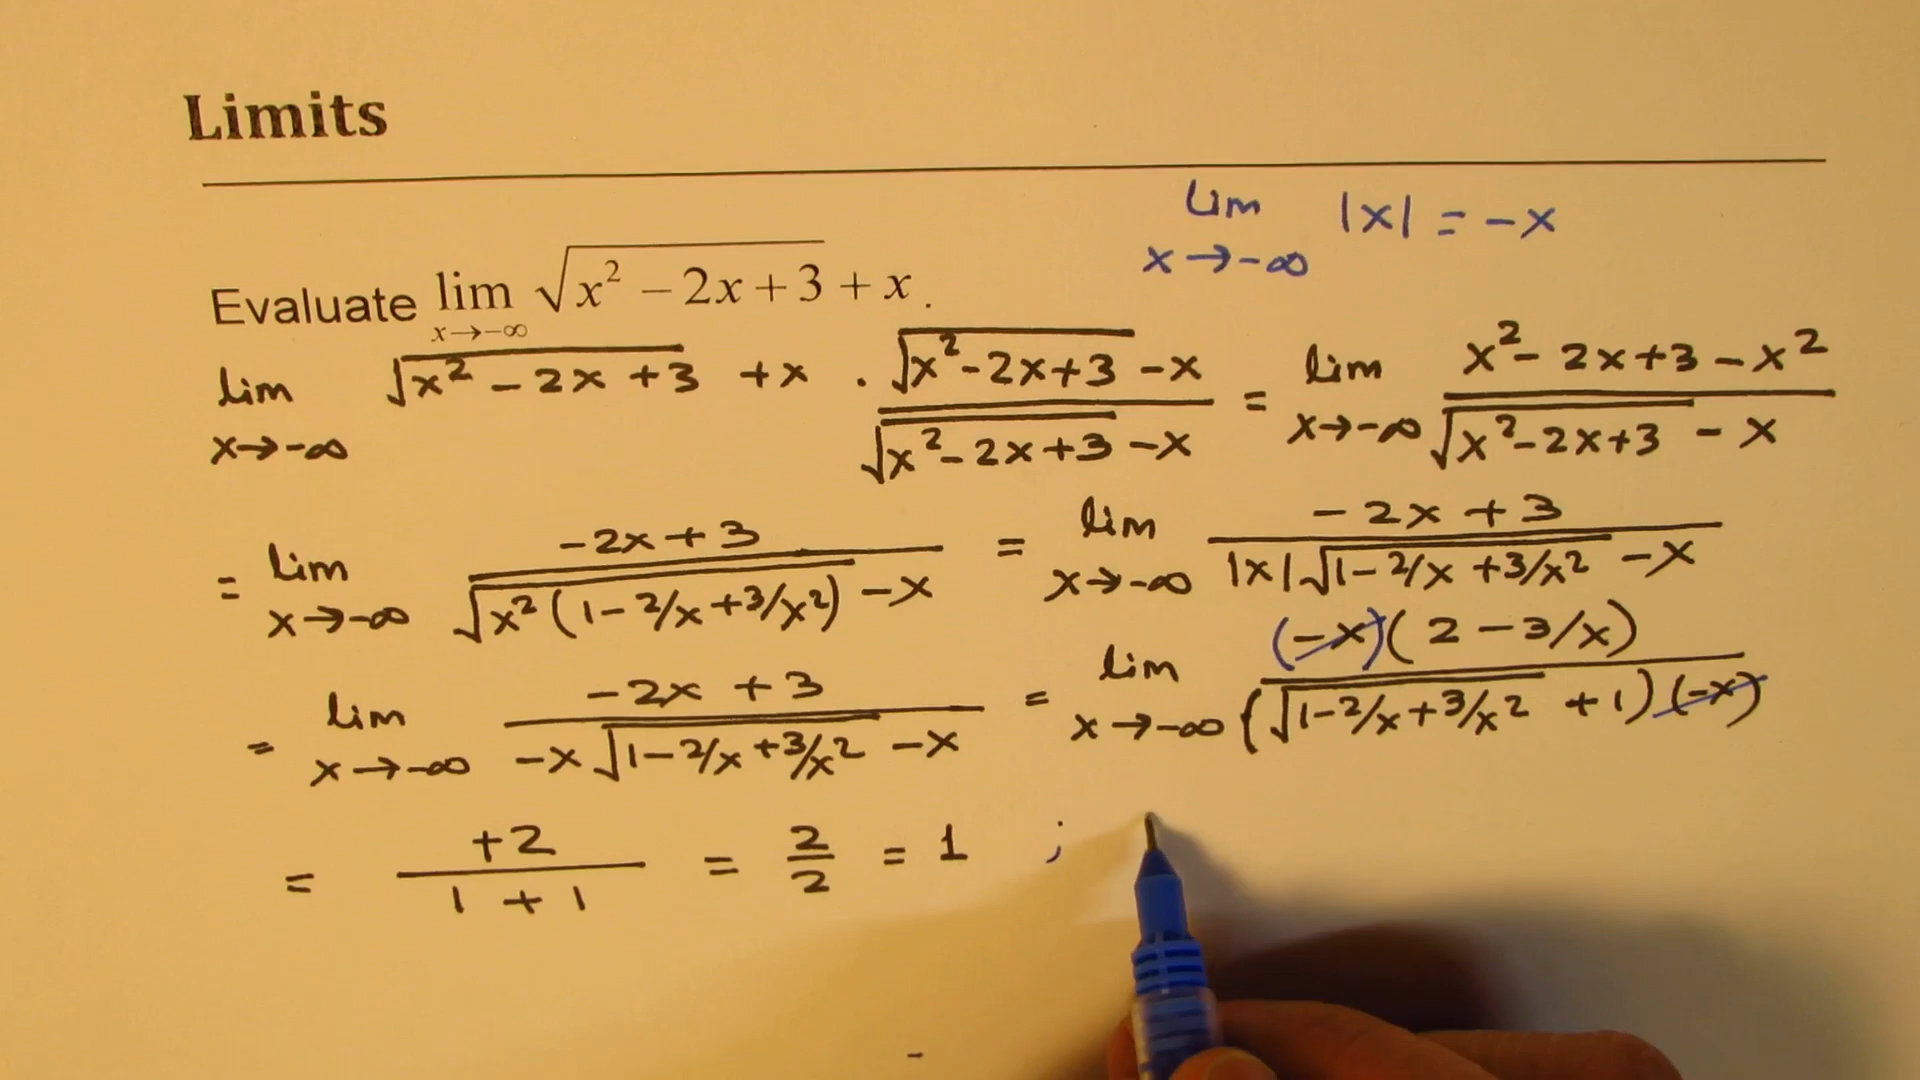 Limits
lim x→-∞ |x| = -x
Evaluate lim x→-∞ √(x² − 2x + 3) + x.
lim x→-∞ √(x² - 2x + 3) + x · (√(x² - 2x + 3) - x)/(√(x² - 2x + 3) - x) = lim x→-∞ (x² - 2x + 3 - x²)/(√(x² - 2x + 3) - x)
= lim x→-∞ (-2x + 3)/(√(x²(1 - 2/x + 3/x²)) - x) = lim x→-∞ (-2x + 3)/(|x|√(1 - 2/x + 3/x²) - x)
= lim x→-∞ (-2x + 3)/(-x√(1 - 2/x + 3/x²) - x) = lim x→-∞ (-x)(2 - 3/x)/((√(1 - 2/x + 3/x²) + 1)(-x))
= +2/(1 + 1) = 2/2 = 1 ;